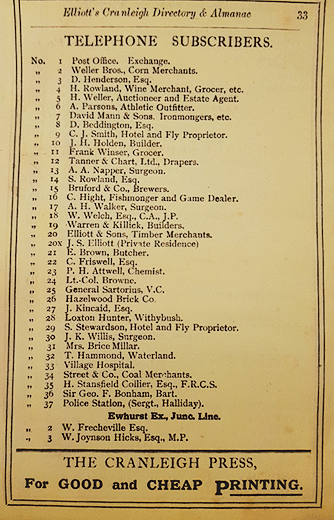 Elliott's Cranleigh Directory & Almanac 33
TELEPHONE SUBSCRIBERS.
No. 1 Post Office. Exchange.
„ 2 Weller Bros., Corn Merchants.
„ 3 D. Henderson, Esq.
„ 4 H. Rowland, Wine Merchant, Grocer, etc.
„ 5 H. Weller, Auctioneer and Estate Agent.
„ 6 A. Parsons, Athletic Outfitter.
„ 7 David Mann & Sons. Ironmongers, etc.
„ 8 D. Beddington, Esq.
„ 9 C. J. Smith, Hotel and Fly Proprietor.
„ 10 J. H. Holden, Builder.
„ 11 Frank Winser, Grocer.
„ 12 Tanner & Chart, Ltd., Drapers.
„ 13 A. A. Napper, Surgeon.
„ 14 S. Rowland, Esq.
„ 15 Bruford & Co., Brewers.
„ 16 C. Hight, Fishmonger and Game Dealer.
„ 17 A. H. Walker, Surgeon.
„ 18 W. Welch, Esq., C.A., J.P.
„ 19 Warren & Killick, Builders.
„ 20 Elliott & Sons, Timber Merchants.
„ 20X J. S. Elliott (Private Residence)
„ 21 E. Brown, Butcher.
„ 22 C. Friswell, Esq.
„ 23 P. H. Attwell, Chemist.
„ 24 Lt.-Col. Browne.
„ 25 General Sartorius, V.C.
„ 26 Hazelwood Brick Co.
„ 27 J. Kincaid, Esq.
„ 28 Loxton Hunter, Withybush.
„ 29 S. Stewardson, Hotel and Fly Proprietor.
„ 30 J. K. Willis, Surgeon.
„ 31 Mrs. Brice Millar.
„ 32 T. Hammond, Waterland.
„ 33 Village Hospital.
„ 34 Street & Co., Coal Merchants.
„ 35 H. Stansfield Collier, Esq., F.R.C.S.
„ 36 Sir Geo. F. Bonham, Bart.
„ 37 Police Station, (Sergt., Halliday).
Ewhurst Ex., Junc. Line.
„ 2 W. Frecheville Esq.
„ 3 W. Joynson Hicks, Esq., M.P.
THE CRANLEIGH PRESS,
For GOOD and CHEAP PRINTING.